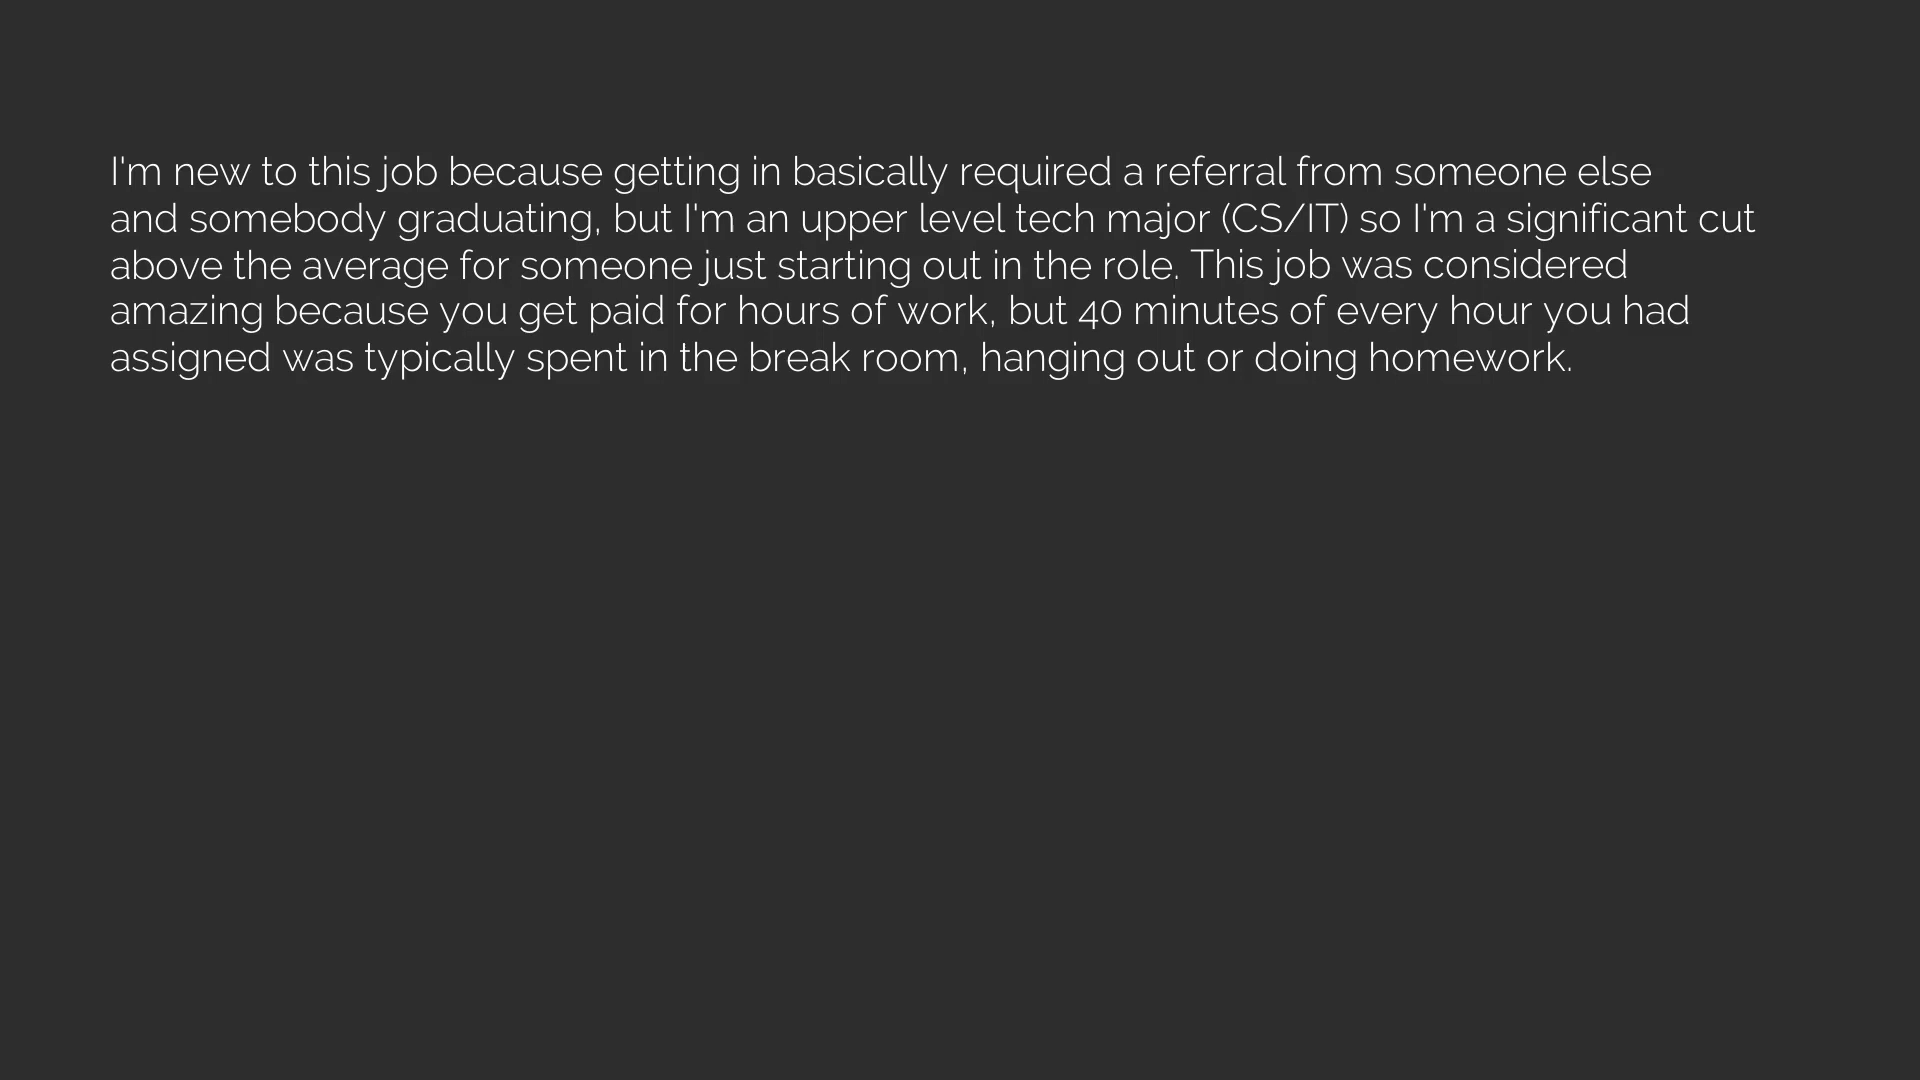 I'm new to this job because getting in basically required a referral from someone else
and somebody graduating, but I'm an upper level tech major (CS/IT) so I'm a significant cut
above the average for someone just starting out in the role. This job was considered
amazing because you get paid for hours of work, but 40 minutes of every hour you had
assigned was typically spent in the break room, hanging out or doing homework.